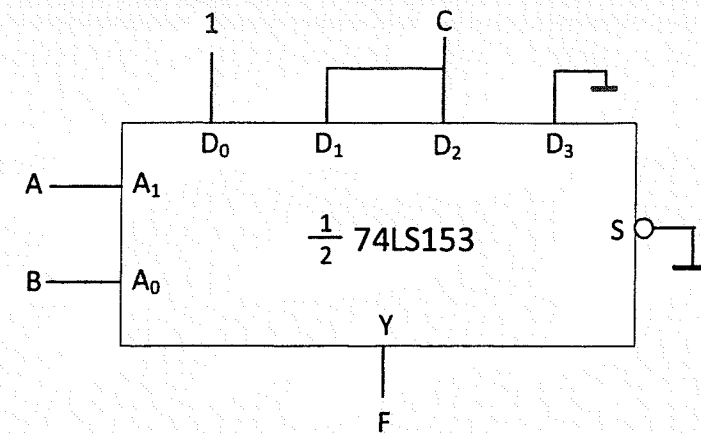 1 C
D₀ D₁ D₂ D₃
A A₁
S
1/2 74LS153
B A₀
Y
F